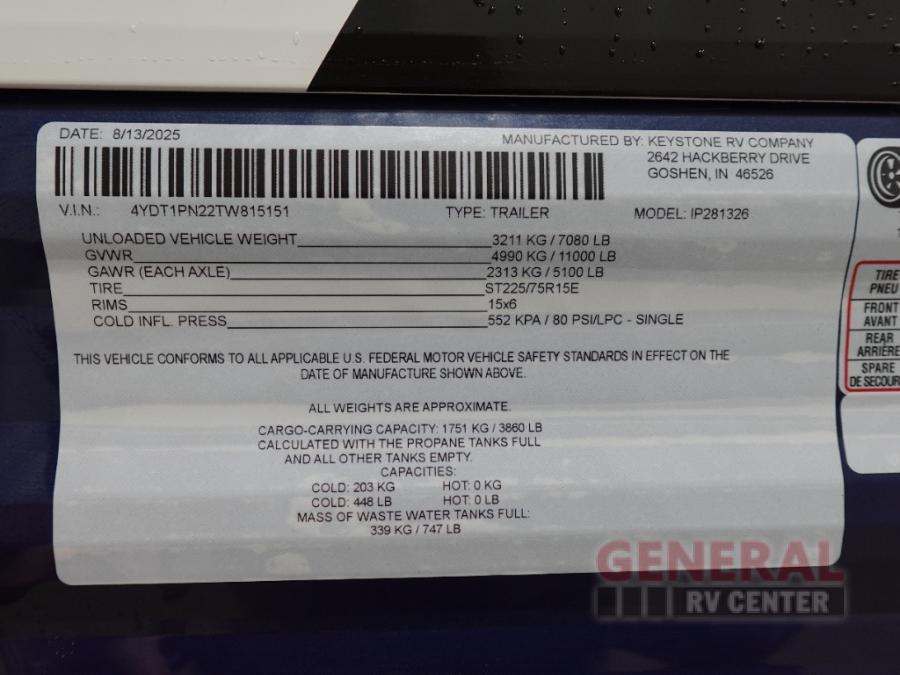 DATE: 8/13/2025
MANUFACTURED BY: KEYSTONE RV COMPANY
2642 HACKBERRY DRIVE
GOSHEN, IN 46526
V.I.N.: 4YDT1PN22TW815151 TYPE: TRAILER MODEL: IP281326
UNLOADED VEHICLE WEIGHT 3211 KG / 7080 LB
GVWR 4990 KG / 11000 LB
GAWR (EACH AXLE) 2313 KG / 5100 LB
TIRE ST225/75R15E
RIMS 15x6
COLD INFL. PRESS 552 KPA / 80 PSI/LPC - SINGLE
THIS VEHICLE CONFORMS TO ALL APPLICABLE U.S. FEDERAL MOTOR VEHICLE SAFETY STANDARDS IN EFFECT ON THE
DATE OF MANUFACTURE SHOWN ABOVE.
ALL WEIGHTS ARE APPROXIMATE.
CARGO-CARRYING CAPACITY: 1751 KG / 3860 LB
CALCULATED WITH THE PROPANE TANKS FULL
AND ALL OTHER TANKS EMPTY.
CAPACITIES:
COLD: 203 KG HOT: 0 KG
COLD: 448 LB HOT: 0 LB
MASS OF WASTE WATER TANKS FULL:
339 KG / 747 LB
TIRE
PNEU
FRONT
AVANT
REAR
ARRIÈRE
SPARE
DE SECOUR
GENERAL
RV CENTER